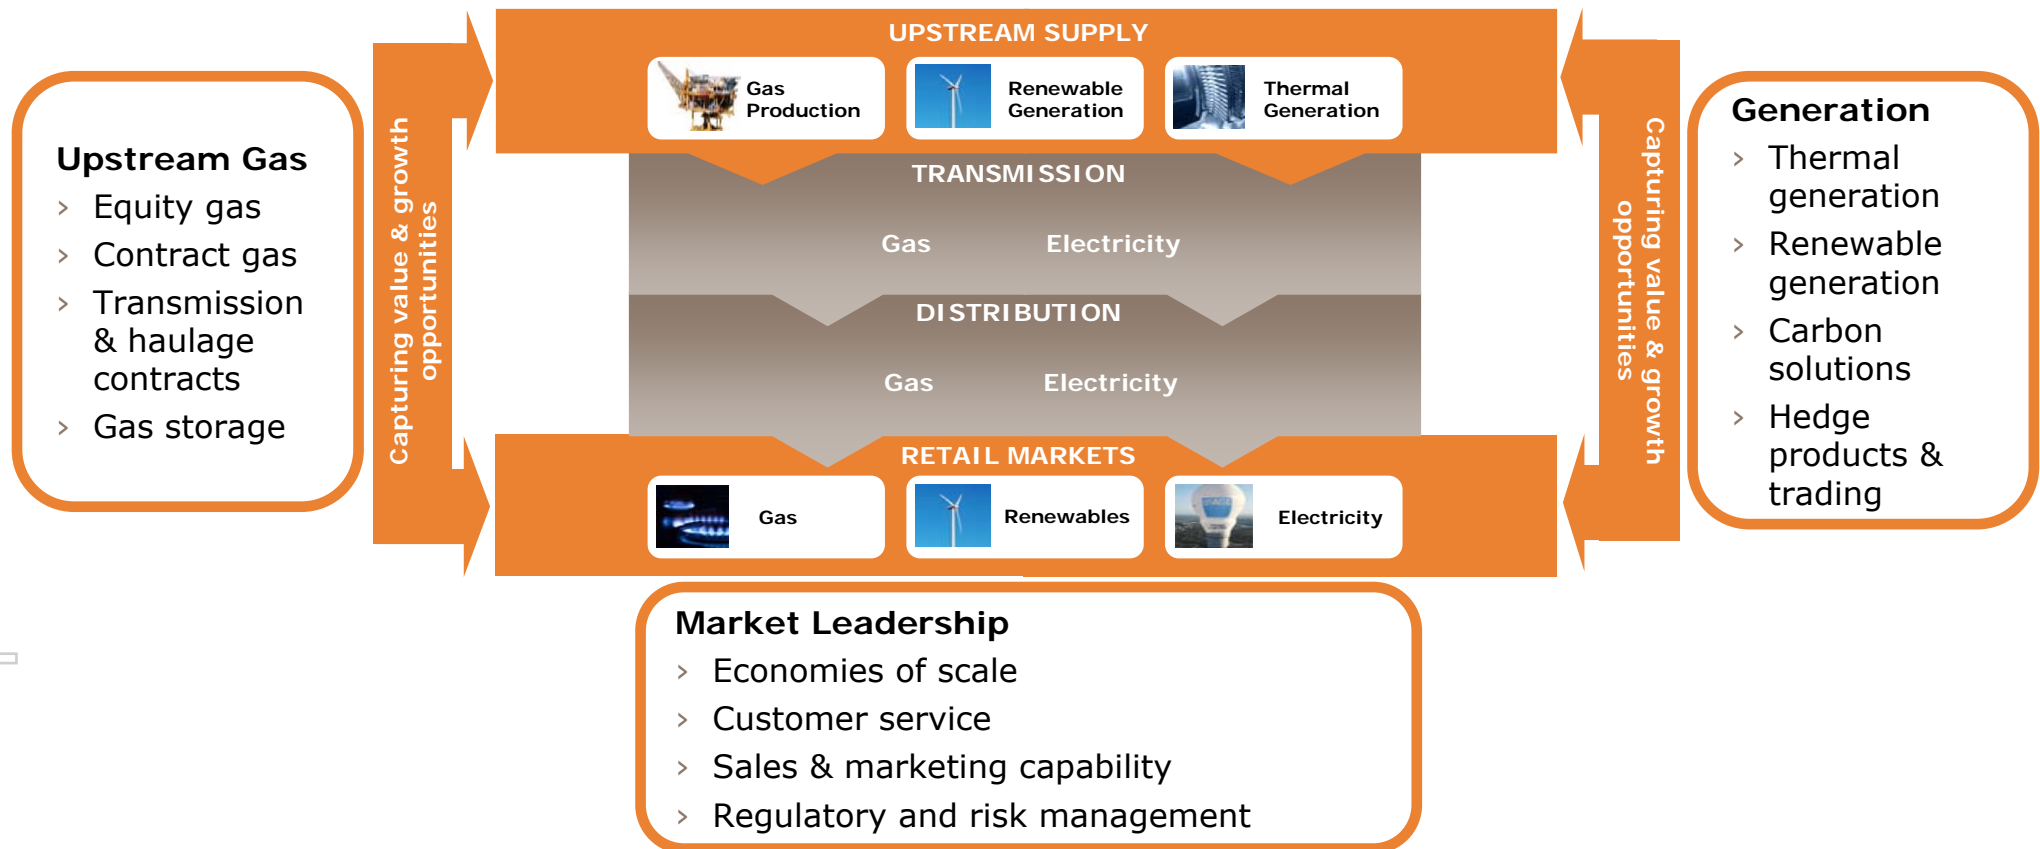 UPSTREAM SUPPLY
Gas
Production
Renewable
Generation
Thermal
Generation
Upstream Gas
› Equity gas
› Contract gas
› Transmission
& haulage
contracts
› Gas storage
Capturing value & growth
opportunities
TRANSMISSION
Gas Electricity
DISTRIBUTION
Gas Electricity
RETAIL MARKETS
Gas
Renewables
Electricity
Capturing value & growth
opportunities
Generation
› Thermal
generation
› Renewable
generation
› Carbon
solutions
› Hedge
products &
trading
Market Leadership
› Economies of scale
› Customer service
› Sales & marketing capability
› Regulatory and risk management